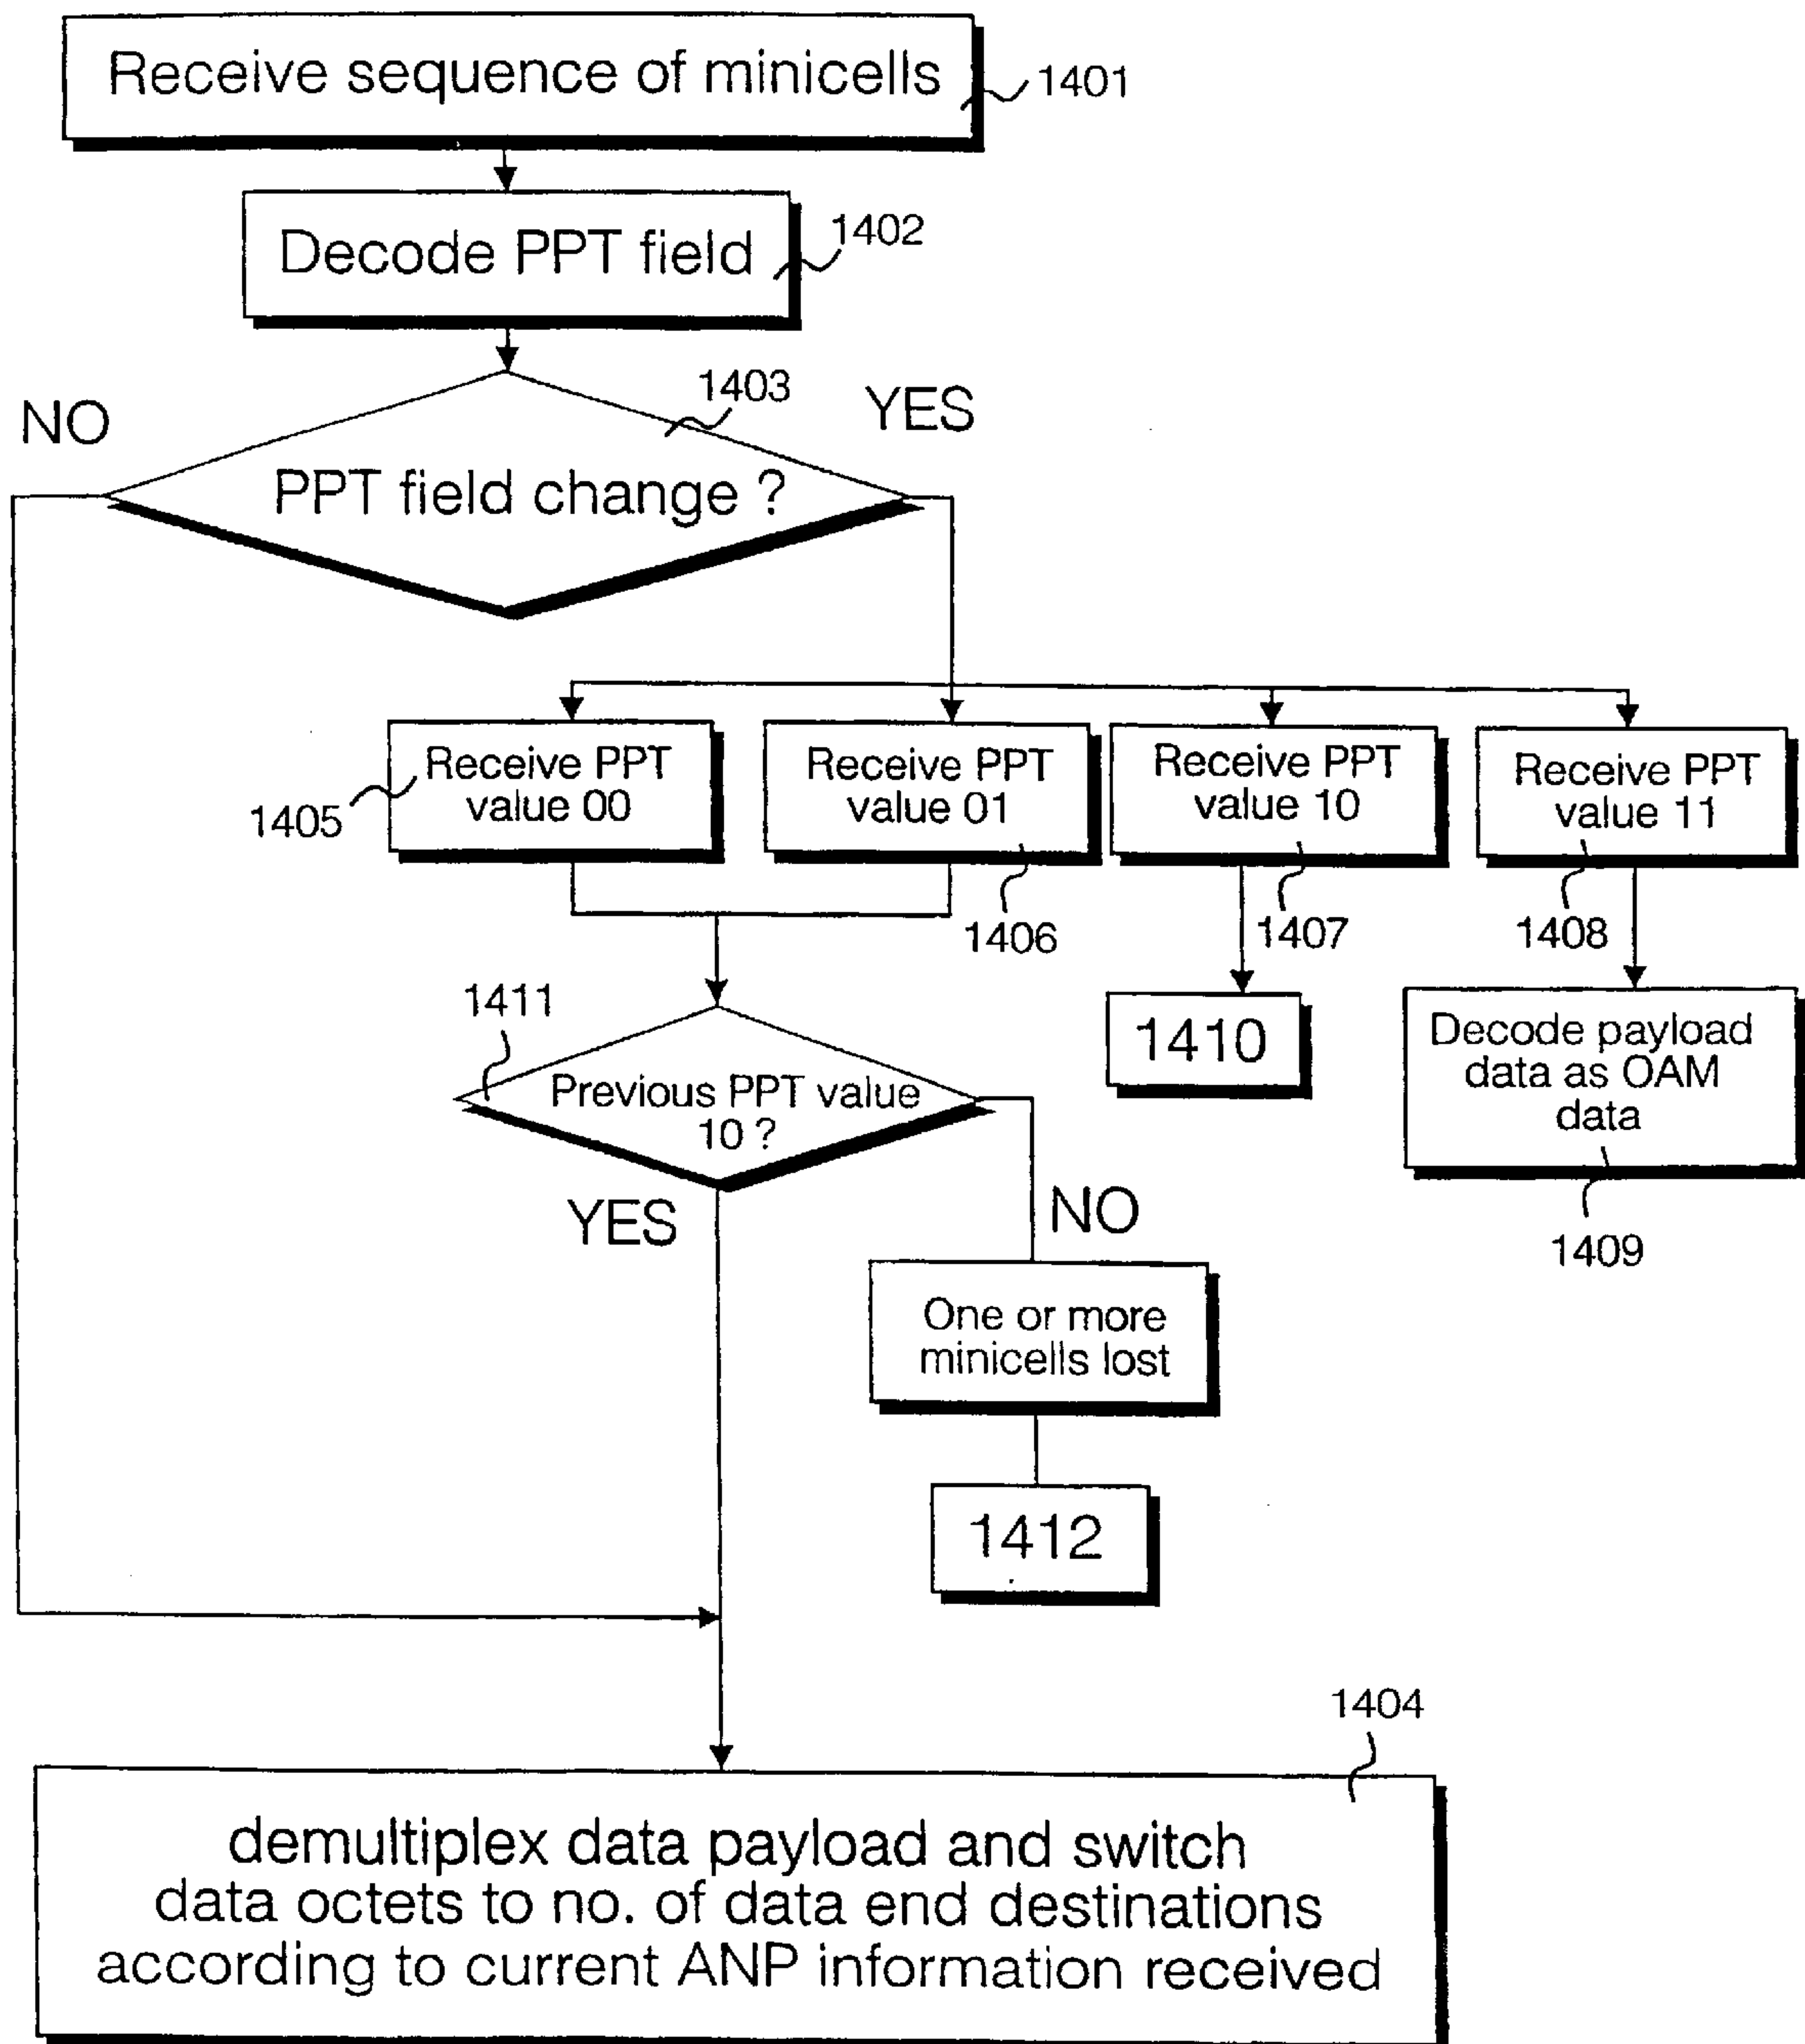 Receive sequence of minicells
1401
Decode PPT field
1402
1403
NO
YES
PPT field change ?
Receive PPT
value 00
Receive PPT
value 01
Receive PPT
value 10
Receive PPT
value 11
1405
1406
1407
1408
1411
1410
Decode payload
data as OAM
data
Previous PPT value
10 ?
YES
NO
1409
One or more
minicells lost
1412
1404
demultiplex data payload and switch
data octets to no. of data end destinations
according to current ANP information received